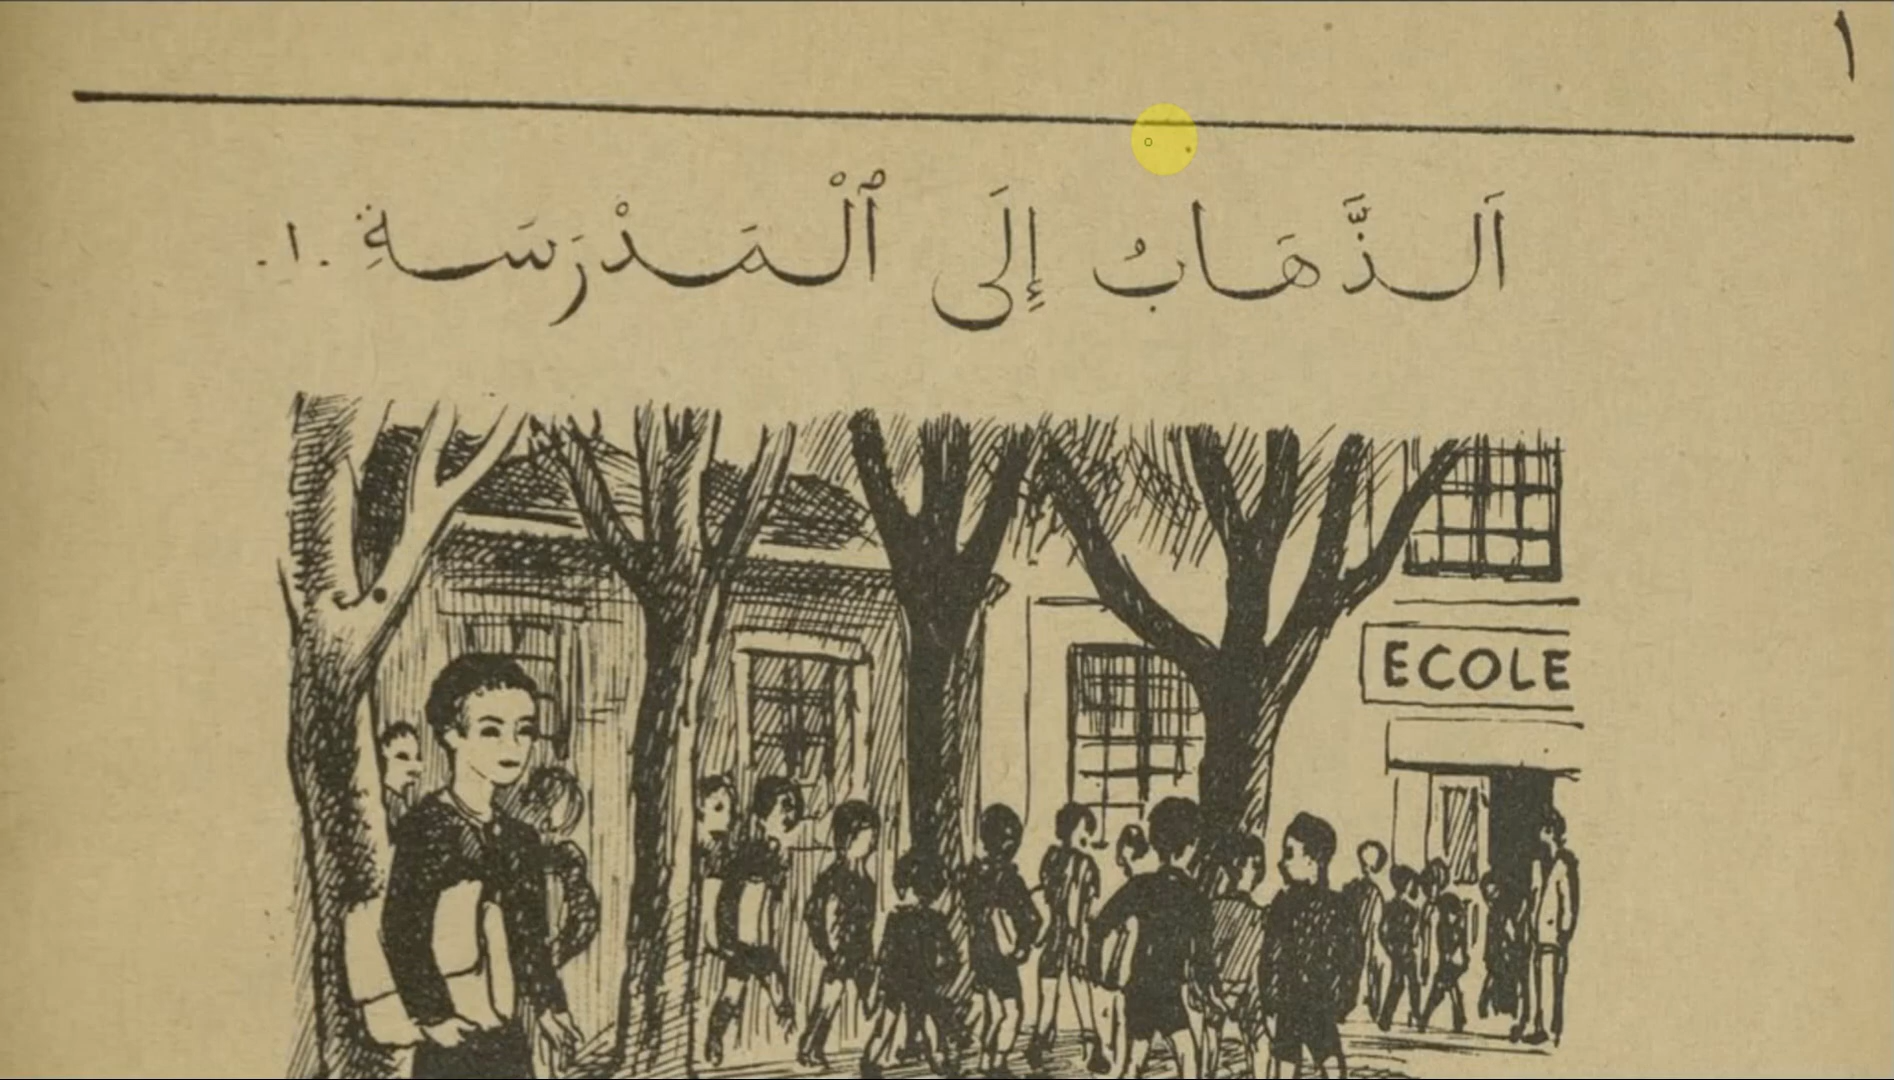 ١
اَلذَّهَابُ إِلَى ٱلْمَدْرَسَةِ .١.
ECOLE